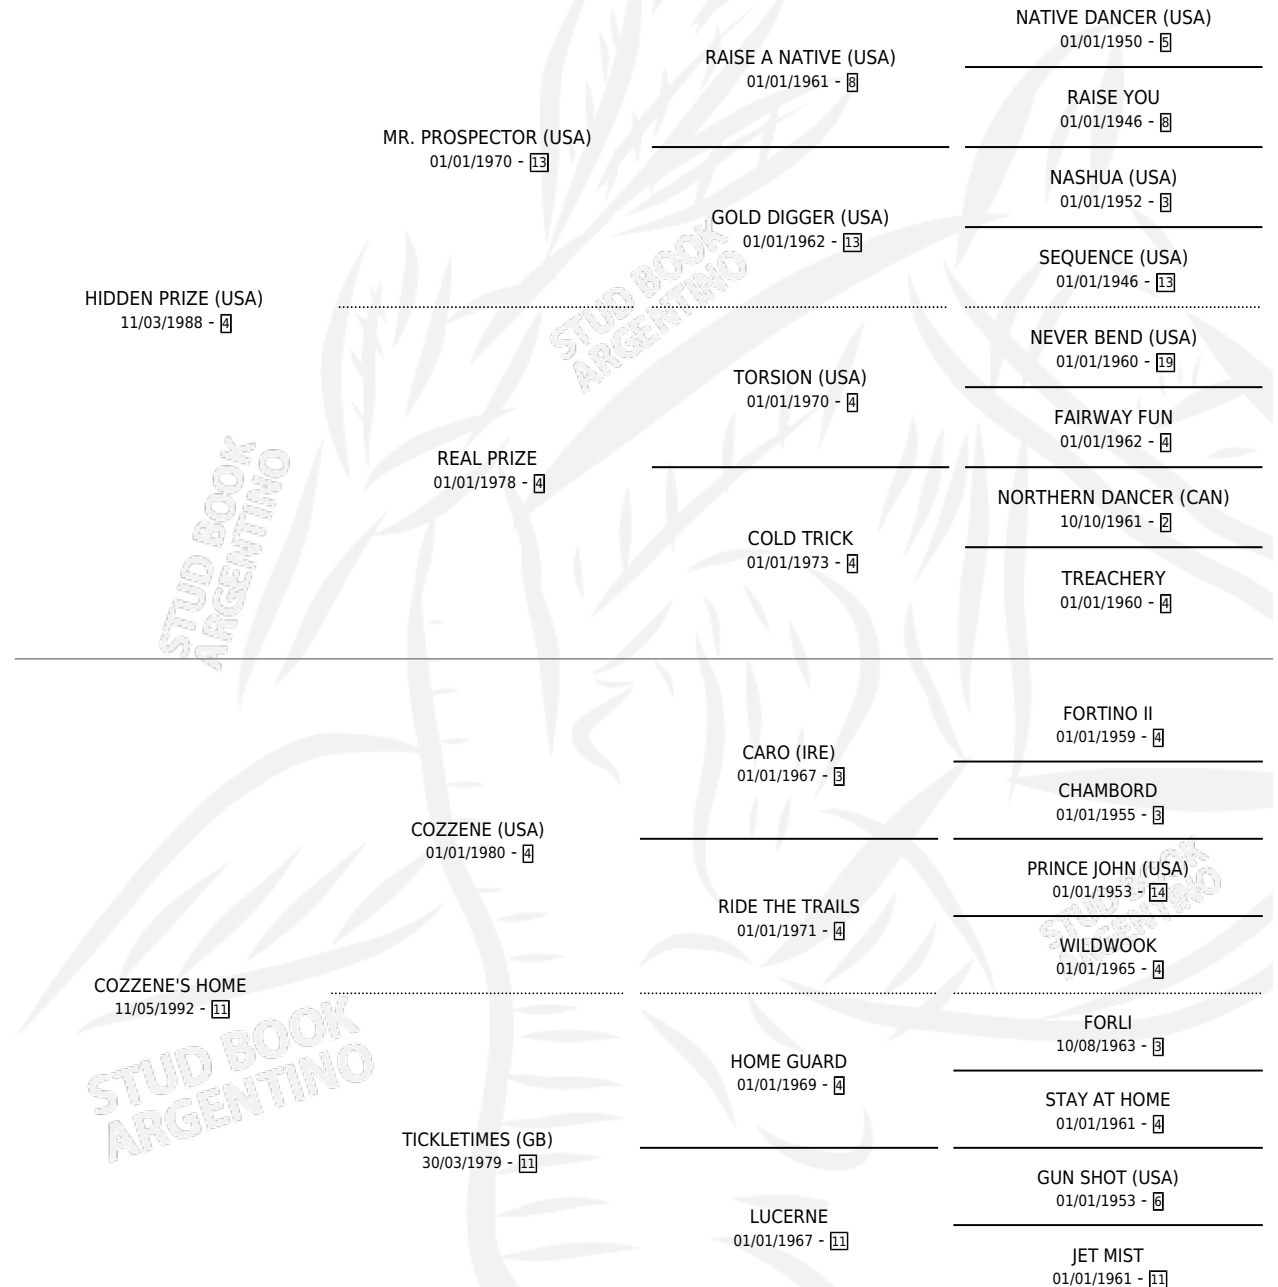 NATIVE DANCER (USA)
01/01/1950 - 5
RAISE A NATIVE (USA)
01/01/1961 - 8
RAISE YOU
01/01/1946 - 8
MR. PROSPECTOR (USA)
01/01/1970 - 13
NASHUA (USA)
01/01/1952 - 3
GOLD DIGGER (USA)
01/01/1962 - 13
SEQUENCE (USA)
01/01/1946 - 13
HIDDEN PRIZE (USA)
11/03/1988 - 4
STUD BOOK
ARGENTINO
NEVER BEND (USA)
01/01/1960 - 19
TORSION (USA)
01/01/1970 - 4
FAIRWAY FUN
01/01/1962 - 4
REAL PRIZE
01/01/1978 - 4
NORTHERN DANCER (CAN)
10/10/1961 - 2
COLD TRICK
01/01/1973 - 4
TREACHERY
01/01/1960 - 4
STUD BOOK
ARGENTINO
FORTINO II
01/01/1959 - 4
CARO (IRE)
01/01/1967 - 3
CHAMBORD
01/01/1955 - 3
COZZENE (USA)
01/01/1980 - 4
PRINCE JOHN (USA)
01/01/1953 - 14
RIDE THE TRAILS
01/01/1971 - 4
STUD BOOK
ARGENTINO
WILDWOOK
01/01/1965 - 4
COZZENE'S HOME
11/05/1992 - 11
STUD BOOK
ARGENTINO
FORLI
10/08/1963 - 3
HOME GUARD
01/01/1969 - 4
STAY AT HOME
01/01/1961 - 4
TICKLETIMES (GB)
30/03/1979 - 11
GUN SHOT (USA)
01/01/1953 - 6
LUCERNE
01/01/1967 - 11
JET MIST
01/01/1961 - 11